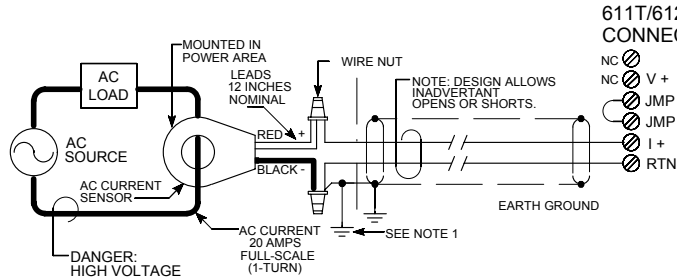 611T/612
CONNEC
MOUNTED IN
POWER AREA
AC
LOAD
LEADS
12 INCHES
NOMINAL
WIRE NUT
NOTE: DESIGN ALLOWS
INADVERTANT
OPENS OR SHORTS.
NC
NC V +
JMP
JMP
I +
RTN
RED +
BLACK -
AC
SOURCE
AC CURRENT
SENSOR
AC CURRENT
20 AMPS
FULL-SCALE
(1-TURN)
SEE NOTE 1
EARTH GROUND
DANGER:
HIGH VOLTAGE